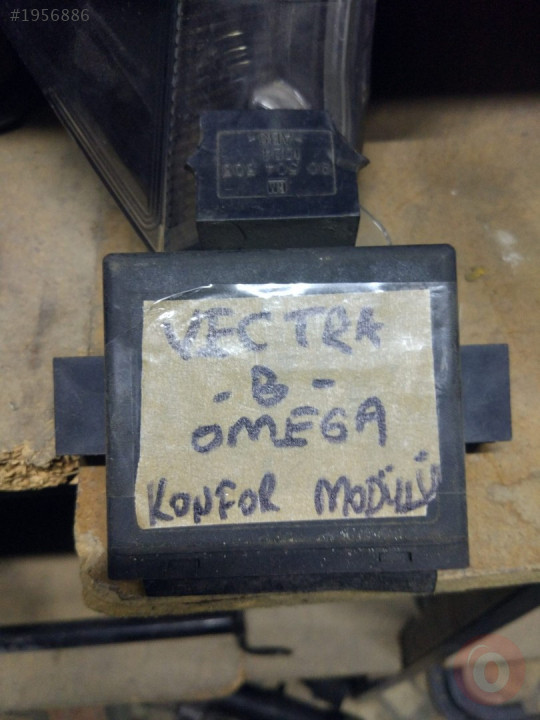 #1956886
VECTRA
- B -
OMEGA
KONFOR MODÜLÜ